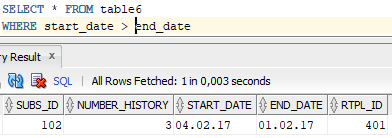 SELECT * FROM table6
WHERE start_date > end_date
ry Result
SQL | All Rows Fetched: 1 in 0,003 seconds
SUBS_ID NUMBER_HISTORY START_DATE END_DATE RTPL_ID
102 3 04.02.17 01.02.17 401